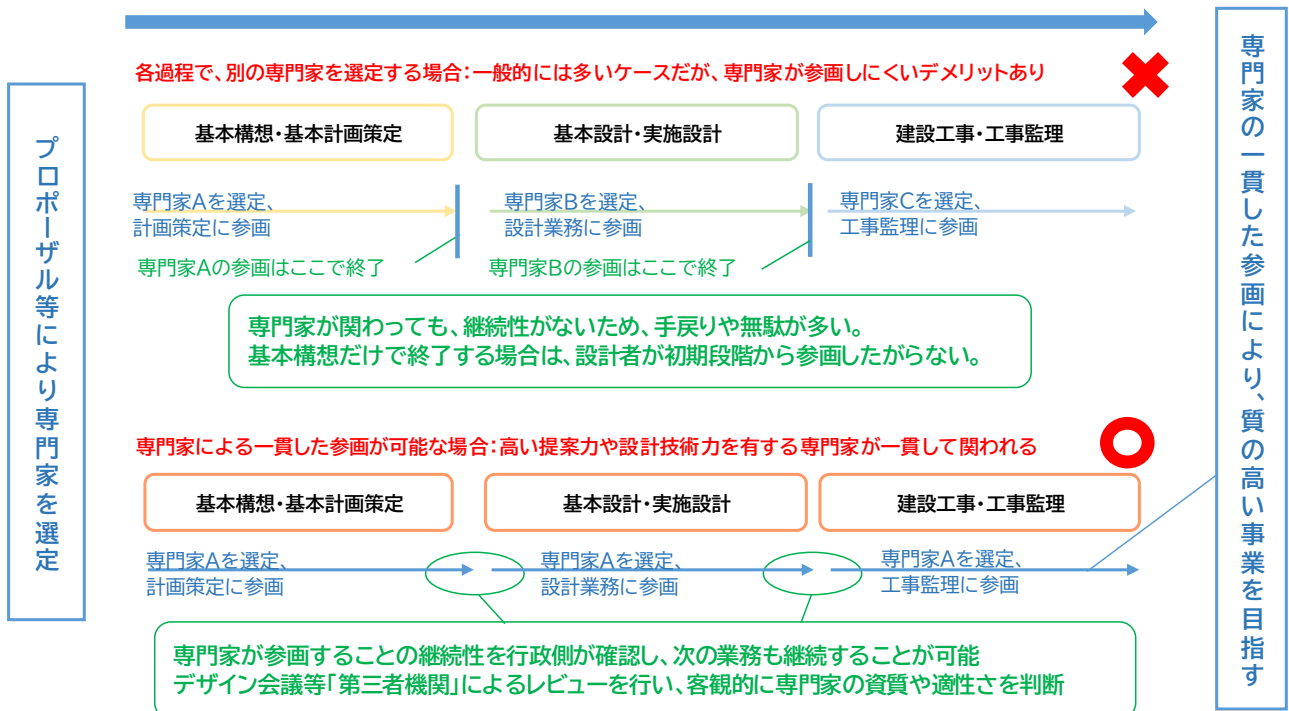 プロポーザル等により専門家を選定
各過程で、別の専門家を選定する場合：一般的には多いケースだが、専門家が参画しにくいデメリットあり
基本構想・基本計画策定
基本設計・実施設計
建設工事・工事監理
専門家Aを選定、
計画策定に参画
専門家Bを選定、
設計業務に参画
専門家Cを選定、
工事監理に参画
専門家Aの参画はここで終了
専門家Bの参画はここで終了
専門家が関わっても、継続性がないため、手戻りや無駄が多い。
基本構想だけで終了する場合は、設計者が初期段階から参画したがらない。
専門家による一貫した参画が可能な場合：高い提案力や設計技術力を有する専門家が一貫して関われる
基本構想・基本計画策定
基本設計・実施設計
建設工事・工事監理
専門家Aを選定、
計画策定に参画
専門家Aを選定、
設計業務に参画
専門家Aを選定、
工事監理に参画
専門家が参画することの継続性を行政側が確認し、次の業務も継続することが可能
デザイン会議等「第三者機関」によるレビューを行い、客観的に専門家の資質や適性さを判断
専門家の一貫した参画により、質の高い事業を目指す